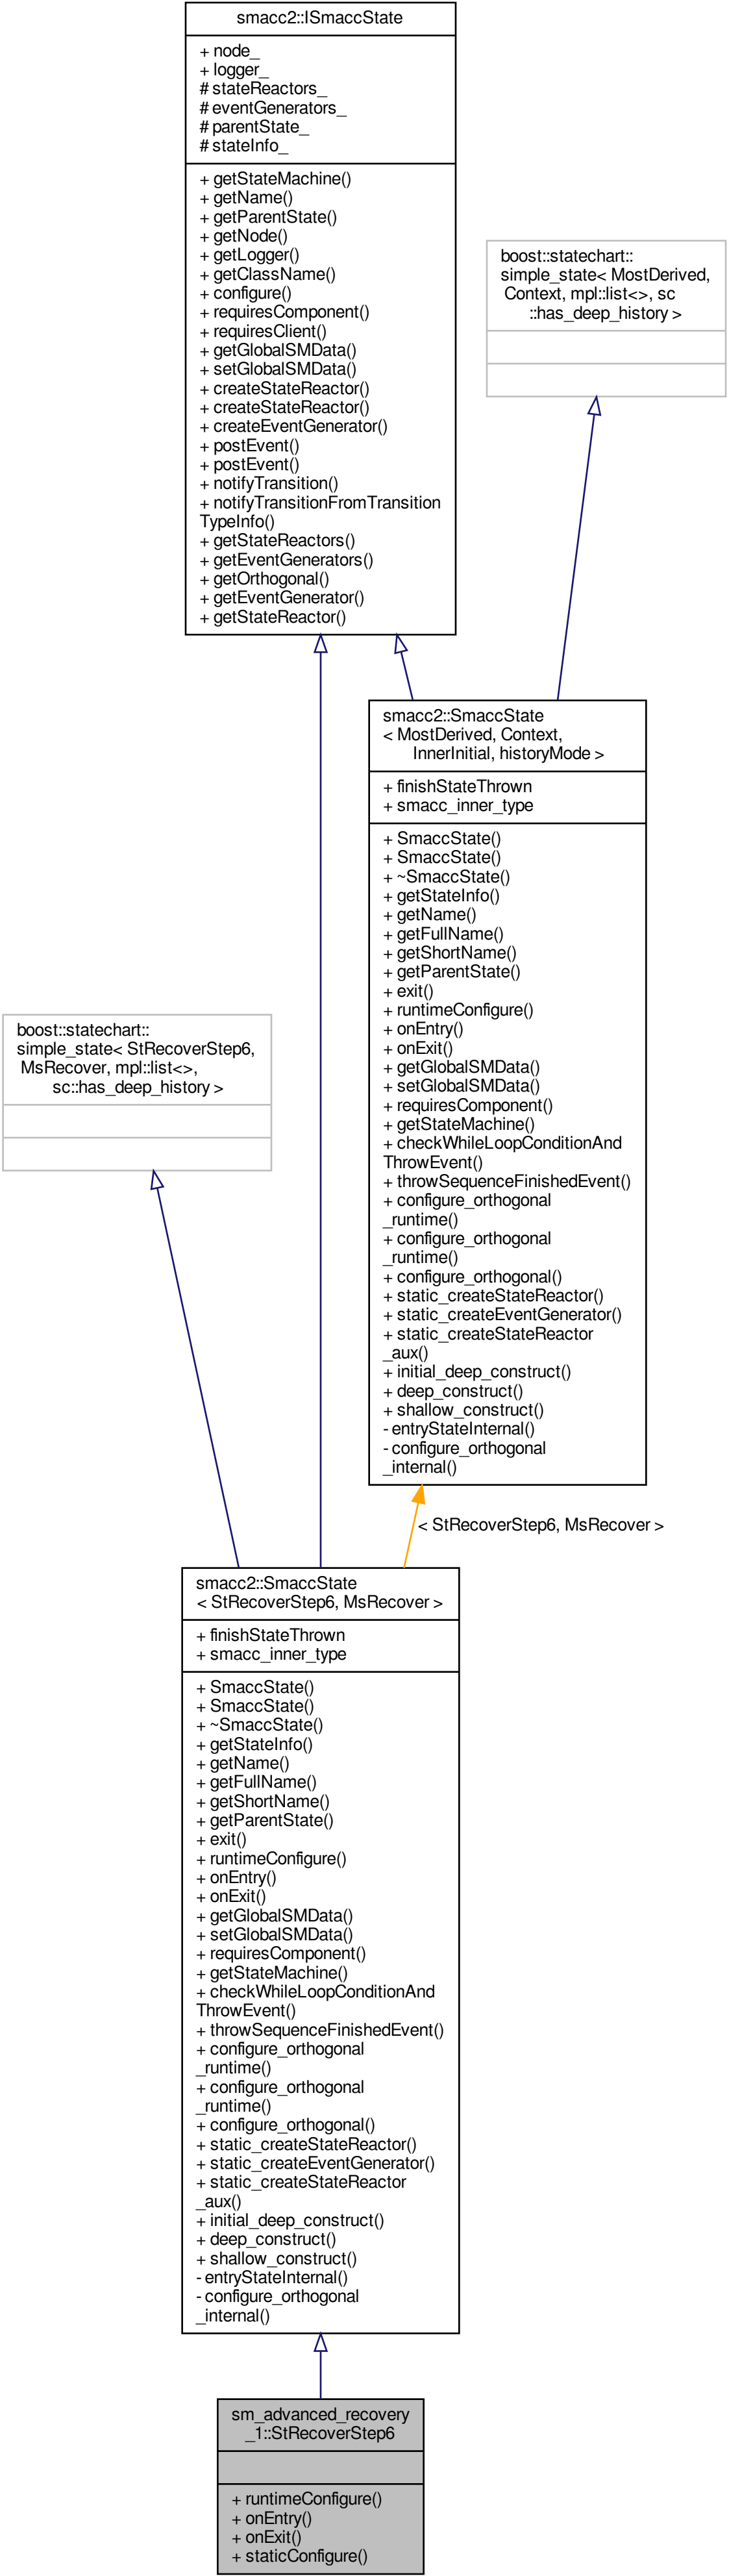 smacc2::ISmaccState
+ node_
+ logger_
# stateReactors_
# eventGenerators_
# parentState_
# stateInfo_
+ getStateMachine()
+ getName()
+ getParentState()
+ getNode()
+ getLogger()
+ getClassName()
+ configure()
+ requiresComponent()
+ requiresClient()
+ getGlobalSMData()
+ setGlobalSMData()
+ createStateReactor()
+ createStateReactor()
+ createEventGenerator()
+ postEvent()
+ postEvent()
+ notifyTransition()
+ notifyTransitionFromTransition
TypeInfo()
+ getStateReactors()
+ getEventGenerators()
+ getOrthogonal()
+ getEventGenerator()
+ getStateReactor()
boost::statechart::
simple_state< MostDerived,
Context, mpl::list<>, sc
::has_deep_history >
smacc2::SmaccState
< MostDerived, Context,
InnerInitial, historyMode >
+ finishStateThrown
+ smacc_inner_type
+ SmaccState()
+ SmaccState()
+ ~SmaccState()
+ getStateInfo()
+ getName()
+ getFullName()
+ getShortName()
+ getParentState()
+ exit()
+ runtimeConfigure()
+ onEntry()
+ onExit()
+ getGlobalSMData()
+ setGlobalSMData()
+ requiresComponent()
+ getStateMachine()
+ checkWhileLoopConditionAnd
ThrowEvent()
+ throwSequenceFinishedEvent()
+ configure_orthogonal
_runtime()
+ configure_orthogonal
_runtime()
+ configure_orthogonal()
+ static_createStateReactor()
+ static_createEventGenerator()
+ static_createStateReactor
_aux()
+ initial_deep_construct()
+ deep_construct()
+ shallow_construct()
- entryStateInternal()
- configure_orthogonal
_internal()
boost::statechart::
simple_state< StRecoverStep6,
MsRecover, mpl::list<>,
sc::has_deep_history >
< StRecoverStep6, MsRecover >
smacc2::SmaccState
< StRecoverStep6, MsRecover >
+ finishStateThrown
+ smacc_inner_type
+ SmaccState()
+ SmaccState()
+ ~SmaccState()
+ getStateInfo()
+ getName()
+ getFullName()
+ getShortName()
+ getParentState()
+ exit()
+ runtimeConfigure()
+ onEntry()
+ onExit()
+ getGlobalSMData()
+ setGlobalSMData()
+ requiresComponent()
+ getStateMachine()
+ checkWhileLoopConditionAnd
ThrowEvent()
+ throwSequenceFinishedEvent()
+ configure_orthogonal
_runtime()
+ configure_orthogonal
_runtime()
+ configure_orthogonal()
+ static_createStateReactor()
+ static_createEventGenerator()
+ static_createStateReactor
_aux()
+ initial_deep_construct()
+ deep_construct()
+ shallow_construct()
- entryStateInternal()
- configure_orthogonal
_internal()
sm_advanced_recovery
_1::StRecoverStep6
+ runtimeConfigure()
+ onEntry()
+ onExit()
+ staticConfigure()